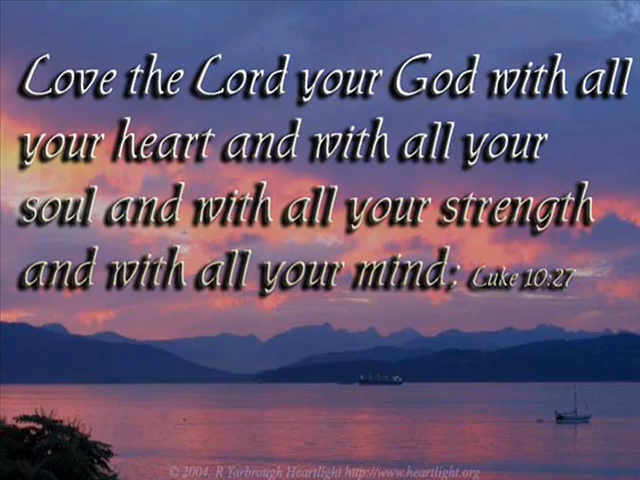 Love the Lord your God with all
your heart and with all your
soul and with all your strength
and with all your mind; Luke 10:27
© 2004, R Yarbrough Heartlight http://www.heartlight.org